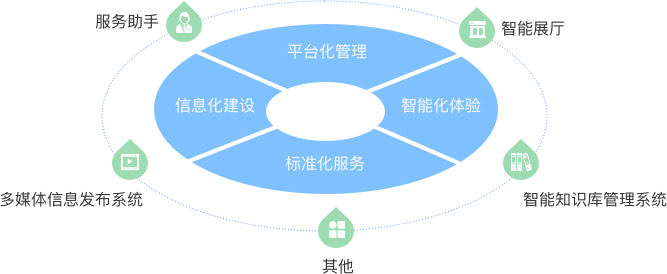 服务助手
智能展厅
平台化管理
信息化建设
智能化体验
标准化服务
多媒体信息发布系统
智能知识库管理系统
其他